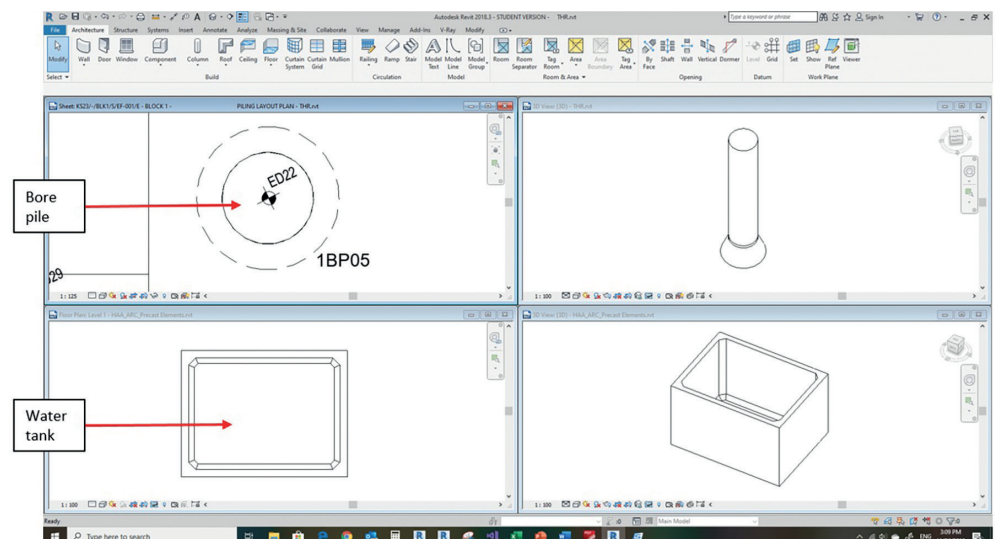 Autodesk Revit 2018.3 - STUDENT VERSION - THR.rvt
Type a keyword or phrase
Sign In
File Architecture Structure Systems Insert Annotate Analyze Massing & Site Collaborate View Manage Add-Ins V-Ray Modify
Modify Wall Door Window Component Column Roof Ceiling Floor Curtain System Curtain Grid Mullion Railing Ramp Stair Model Text Model Line Model Group Room Room Separator Tag Room Area Area Boundary Tag Area By Face Shaft Wall Vertical Dormer Level Grid Set Show Ref Plane Viewer
Select Build Circulation Model Room & Area Opening Datum Work Plane
PILING LAYOUT PLAN - THR.rvt
3D View: {3D} - THR.rvt
Bore
pile
ED22
1BP05
1 : 125
1 : 100
Floor Plan: Level 1 - HAA_ARC_Precast Elements.rvt
3D View: {3D} - HAA_ARC_Precast Elements.rvt
Water
tank
1 : 100
1 : 100
Ready
Main Model
Type here to search
ENG
3:09 PM